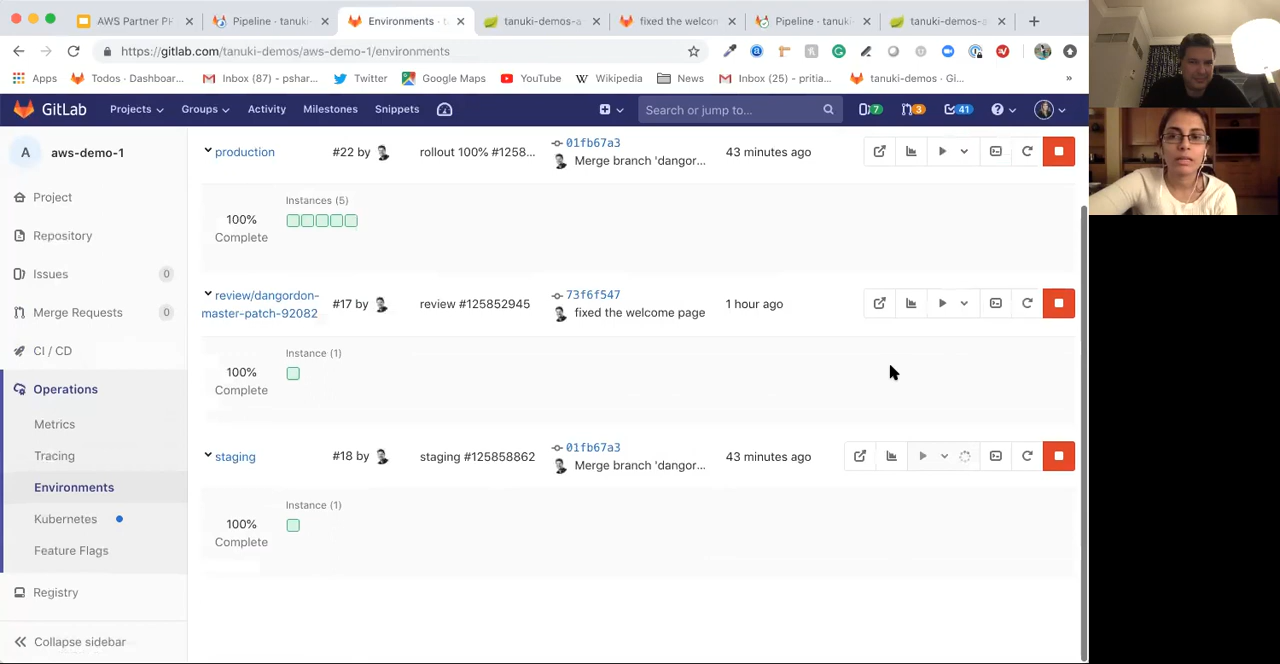 AWS Partner P
Pipeline · tanuki
Environments ·
tanuki-demos-a
fixed the welcon
Pipeline · tanuki
tanuki-demos-a
https://gitlab.com/tanuki-demos/aws-demo-1/environments
Apps
Todos · Dashboar...
Inbox (87) - pshar...
Twitter
Google Maps
YouTube
Wikipedia
News
Inbox (25) - pritia...
tanuki-demos · Gi...
»
GitLab
Projects
Groups
Activity
Milestones
Snippets
Search or jump to...
7
3
41
A
aws-demo-1
Project
Repository
Issues 0
Merge Requests 0
CI / CD
Operations
Metrics
Tracing
Environments
Kubernetes
Feature Flags
Registry
Collapse sidebar
production
#22 by
rollout 100% #1258...
01fb67a3
Merge branch 'dangor...
43 minutes ago
100%
Complete
Instances (5)
review/dangordon-
master-patch-92082
#17 by
review #125852945
73f6f547
fixed the welcome page
1 hour ago
100%
Complete
Instance (1)
staging
#18 by
staging #125858862
01fb67a3
Merge branch 'dangor...
43 minutes ago
100%
Complete
Instance (1)